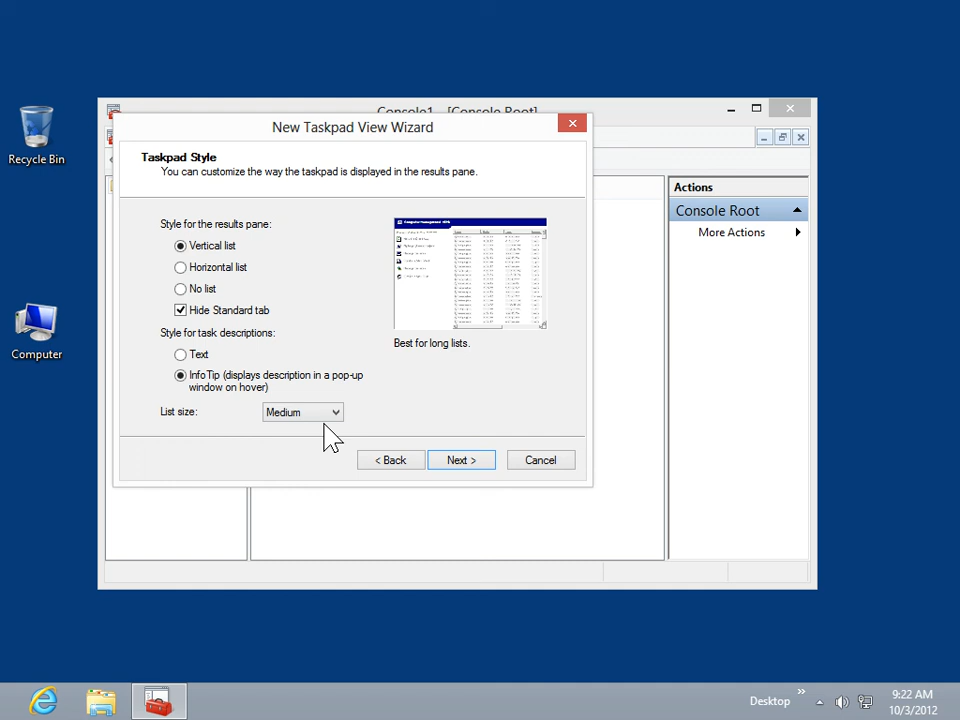 Recycle Bin
Computer
Console1 - [Console Root]
New Taskpad View Wizard
Taskpad Style
You can customize the way the taskpad is displayed in the results pane.
Style for the results pane:
Vertical list
Horizontal list
No list
Hide Standard tab
Style for task descriptions:
Text
InfoTip (displays description in a pop-up
window on hover)
List size:
Medium
Best for long lists.
< Back
Next >
Cancel
Actions
Console Root
More Actions
Desktop
9:22 AM
10/3/2012